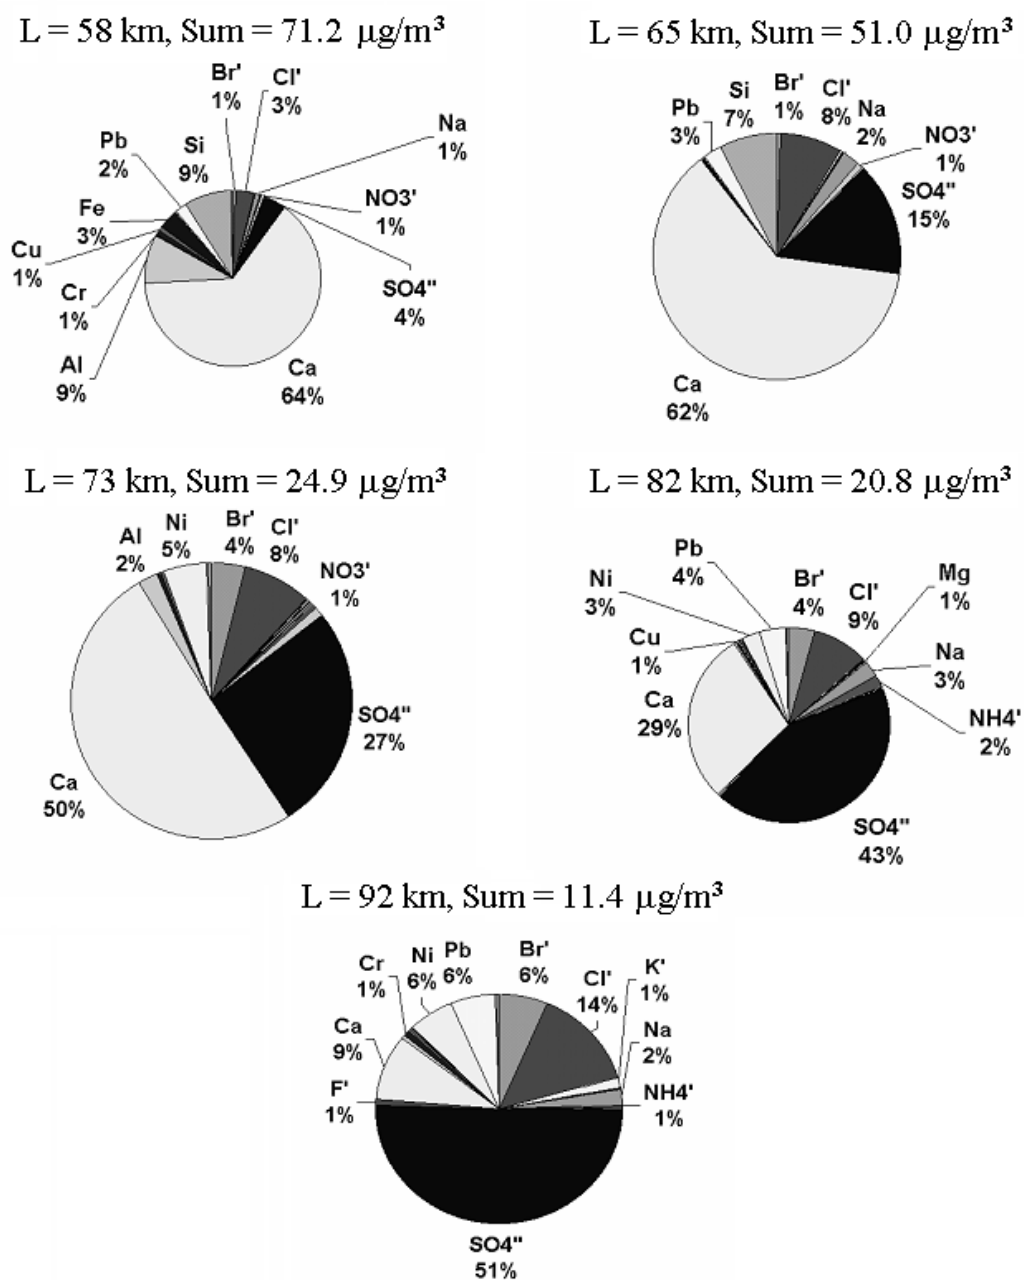 L = 58 km, Sum = 71.2 μg/m³
Br'
1%
Cl'
3%
Na
1%
NO3'
1%
SO4"
4%
Ca
64%
Al
9%
Cr
1%
Cu
1%
Fe
3%
Pb
2%
Si
9%
L = 65 km, Sum = 51.0 μg/m³
Br'
1%
Cl'
8%
Na
2%
NO3'
1%
SO4"
15%
Ca
62%
Pb
3%
Si
7%
L = 73 km, Sum = 24.9 μg/m³
Br'
4%
Cl'
8%
NO3'
1%
SO4"
27%
Ca
50%
Al
2%
Ni
5%
L = 82 km, Sum = 20.8 μg/m³
Br'
4%
Cl'
9%
Mg
1%
Na
3%
NH4'
2%
SO4"
43%
Ca
29%
Cu
1%
Ni
3%
Pb
4%
L = 92 km, Sum = 11.4 μg/m³
Br'
6%
Cl'
14%
K'
1%
Na
2%
NH4'
1%
SO4"
51%
F'
1%
Ca
9%
Cr
1%
Ni
6%
Pb
6%